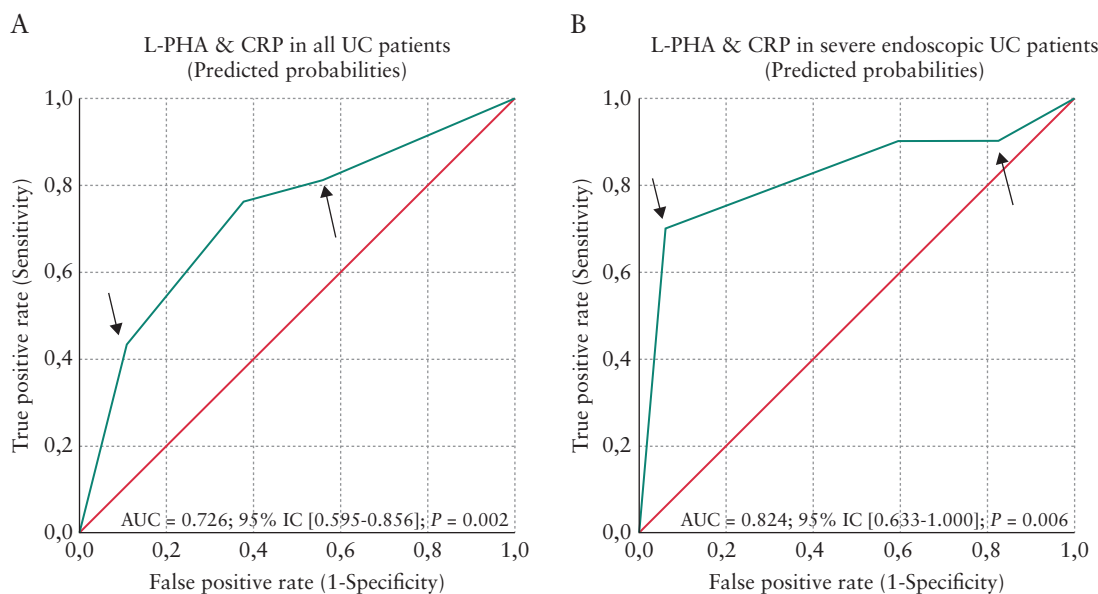 A
L-PHA & CRP in all UC patients
(Predicted probabilities)
True positive rate (Sensitivity)
1,0
0,8
0,6
0,4
0,2
0,0
AUC = 0.726; 95% IC [0.595-0.856]; P = 0.002
0,0 0,2 0,4 0,6 0,8 1,0
False positive rate (1-Specificity)
B
L-PHA & CRP in severe endoscopic UC patients
(Predicted probabilities)
True positive rate (Sensitivity)
1,0
0,8
0,6
0,4
0,2
0,0
AUC = 0.824; 95% IC [0.633-1.000]; P = 0.006
0,0 0,2 0,4 0,6 0,8 1,0
False positive rate (1-Specificity)